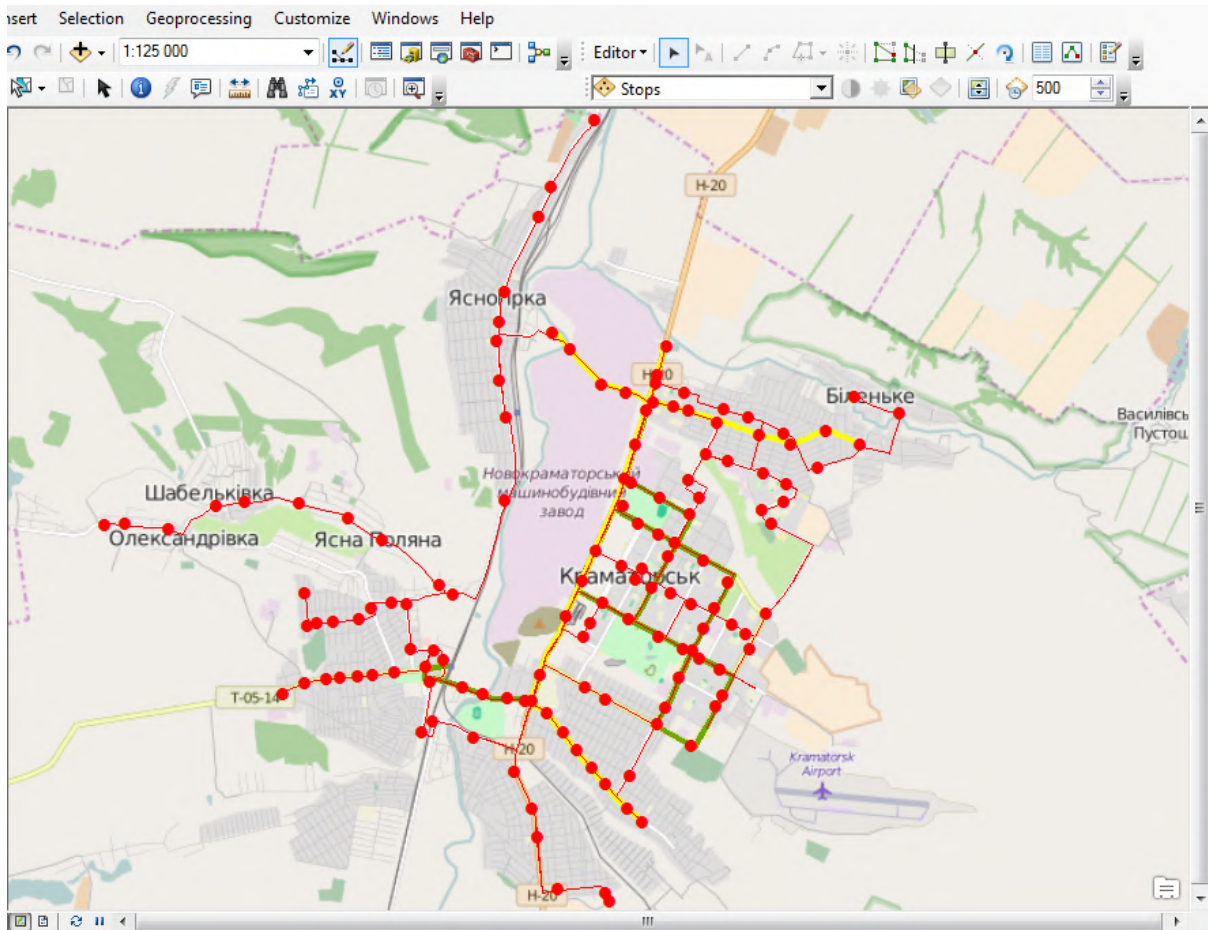 nsert Selection Geoprocessing Customize Windows Help
1:125 000
Editor
Stops
500
H-20
Ясногірка
H-20
Біленьке
Василівсь
Пустош
Новокраматорський
машинобудівний
завод
Шабельківка
Олександрівка
Ясна Поляна
Краматорськ
T-05-14
H-20
Kramatorsk
Airport
H-20